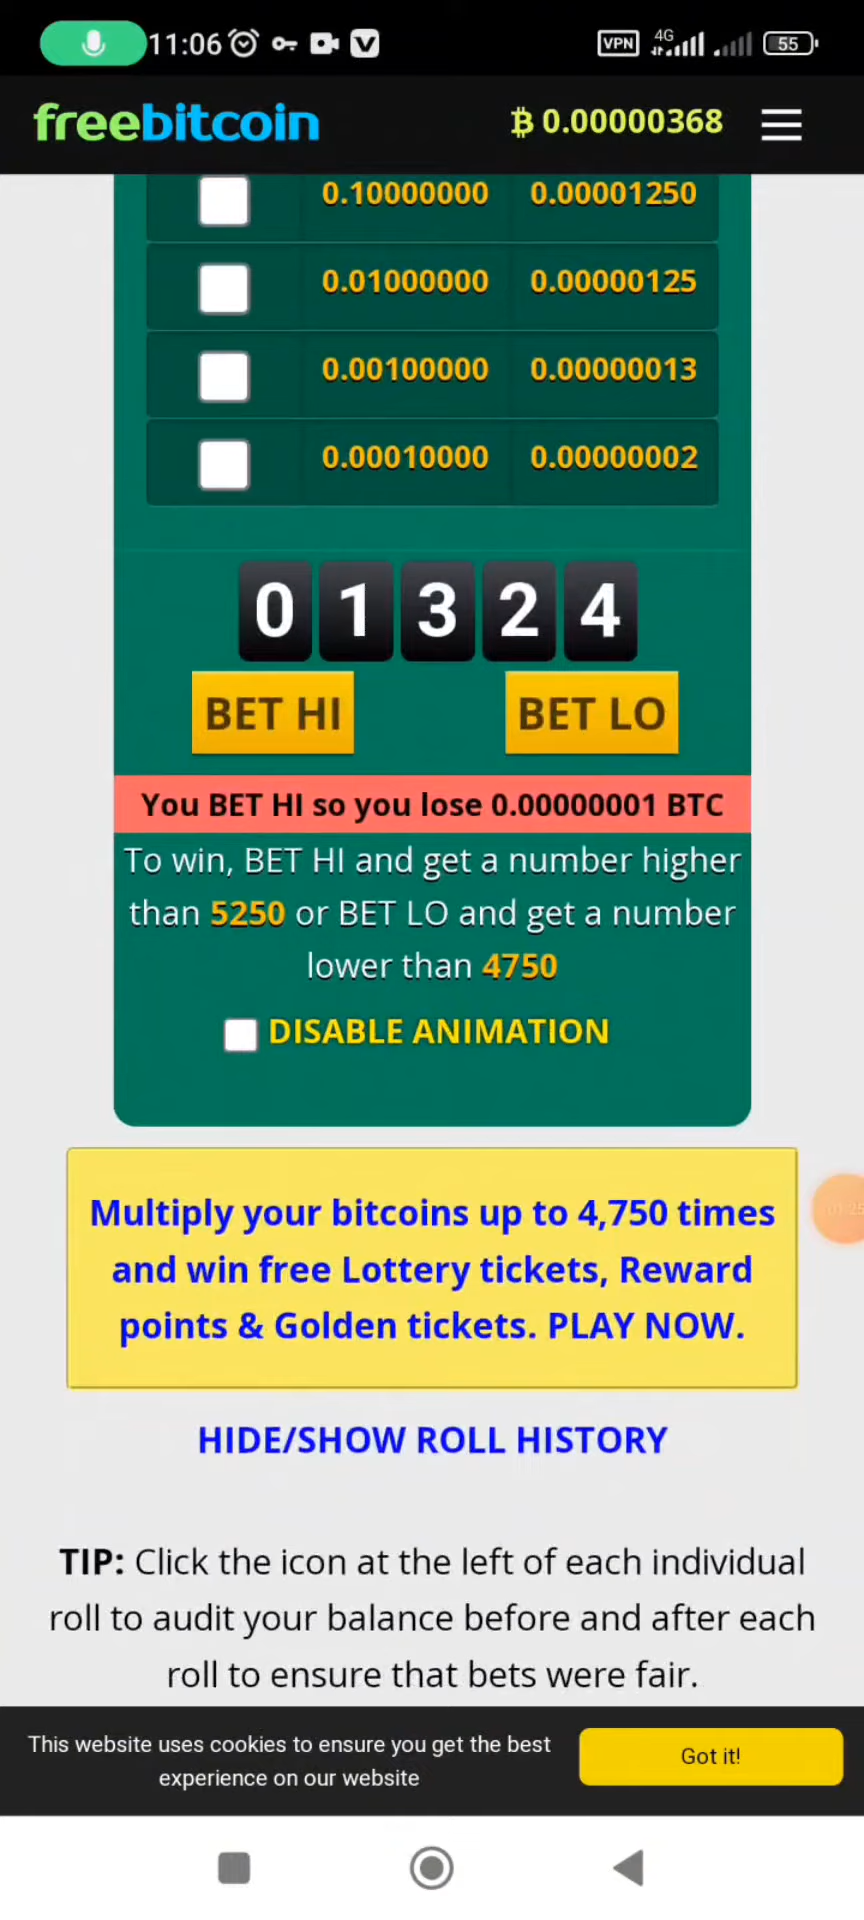 11:06 VPN 4G 55
freebitcoin ₿ 0.00000368
0.10000000 0.00001250
0.01000000 0.00000125
0.00100000 0.00000013
0.00010000 0.00000002
0 1 3 2 4
BET HI BET LO
You BET HI so you lose 0.00000001 BTC
To win, BET HI and get a number higher
than 5250 or BET LO and get a number
lower than 4750
DISABLE ANIMATION
Multiply your bitcoins up to 4,750 times
and win free Lottery tickets, Reward
points & Golden tickets. PLAY NOW.
HIDE/SHOW ROLL HISTORY
TIP: Click the icon at the left of each individual
roll to audit your balance before and after each
roll to ensure that bets were fair.
This website uses cookies to ensure you get the best
experience on our website
Got it!